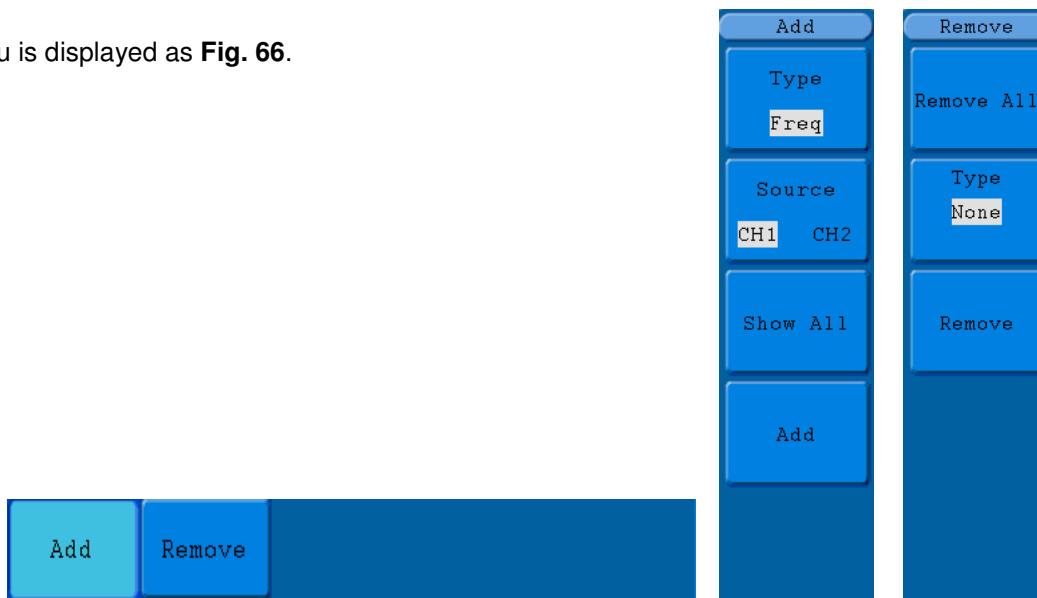 u is displayed as Fig. 66.
Add
Type
Freq
Source
CH1 CH2
Show All
Add
Remove
Remove All
Type
None
Remove
Add Remove